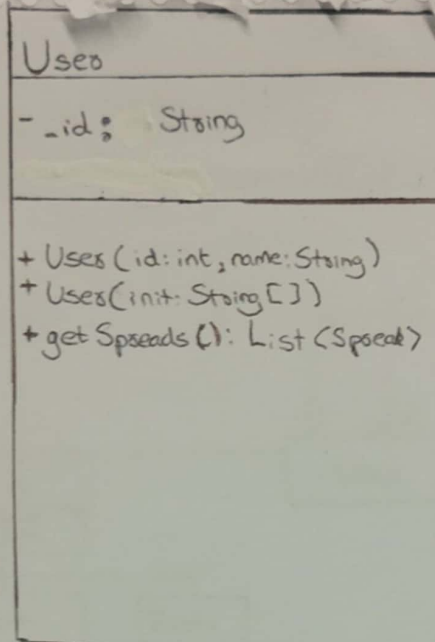 User
- _id: String
+ User(id: int, name: String)
+ User(init: String[])
+ getSpreads(): List<Spread>